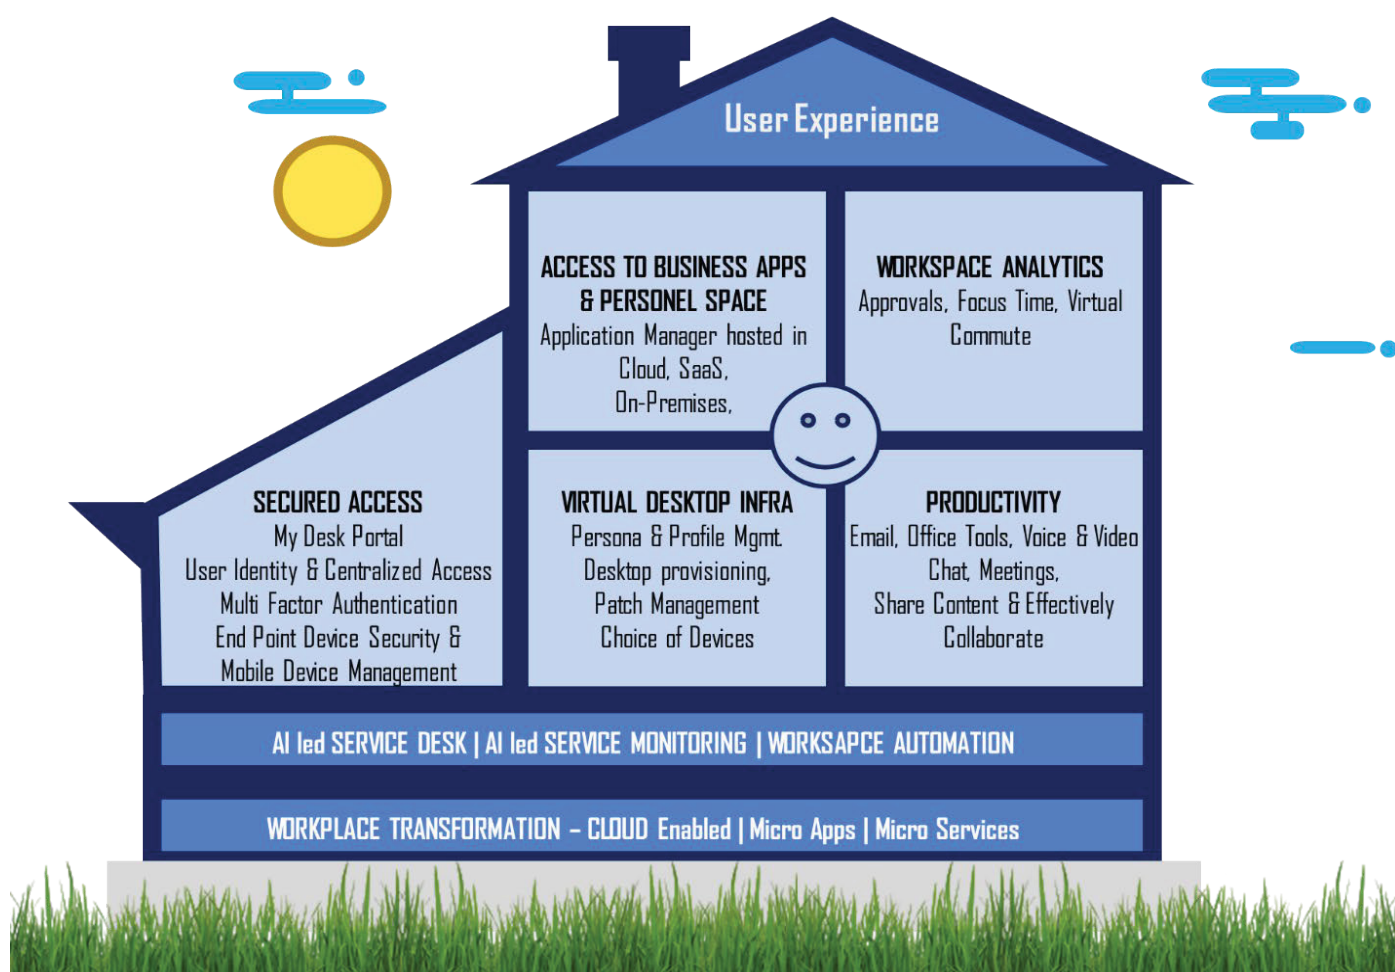 User Experience
ACCESS TO BUSINESS APPS
& PERSONEL SPACE
Application Manager hosted in
Cloud, SaaS,
On-Premises,
WORKSPACE ANALYTICS
Approvals, Focus Time, Virtual
Commute
SECURED ACCESS
My Desk Portal
User Identity & Centralized Access
Multi Factor Authentication
End Point Device Security &
Mobile Device Management
VIRTUAL DESKTOP INFRA
Persona & Profile Mgmt.
Desktop provisioning,
Patch Management
Choice of Devices
PRODUCTIVITY
Email, Office Tools, Voice & Video
Chat, Meetings,
Share Content & Effectively
Collaborate
AI led SERVICE DESK | AI led SERVICE MONITORING | WORKSAPCE AUTOMATION
WORKPLACE TRANSFORMATION – CLOUD Enabled | Micro Apps | Micro Services